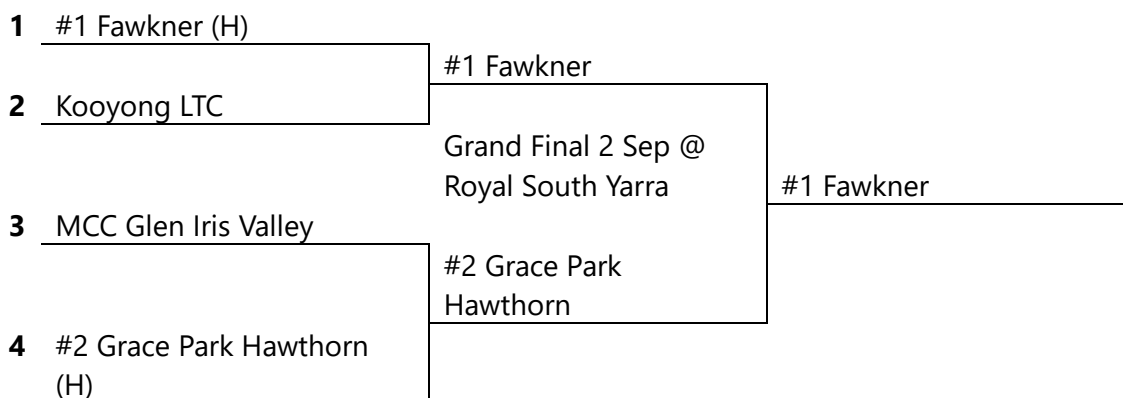 1 #1 Fawkner (H)
#1 Fawkner
2 Kooyong LTC
Grand Final 2 Sep @
Royal South Yarra
#1 Fawkner
3 MCC Glen Iris Valley
#2 Grace Park
Hawthorn
4 #2 Grace Park Hawthorn
(H)